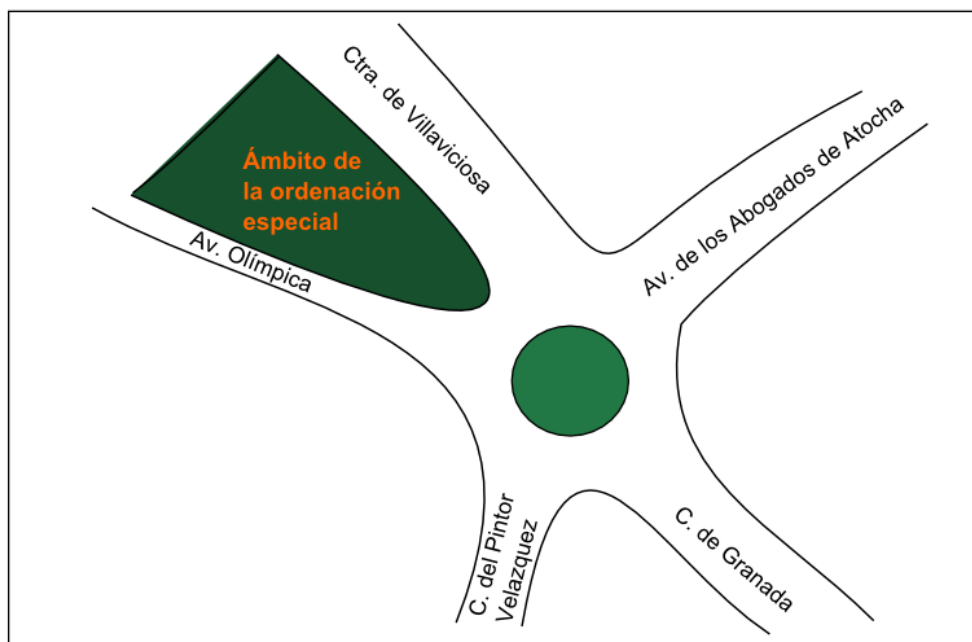 Ctra. de Villaviciosa
Av. de los Abogados de Atocha
Ámbito de
la ordenación
especial
Av. Olímpica
C. del Pintor
Velazquez
C. de Granada